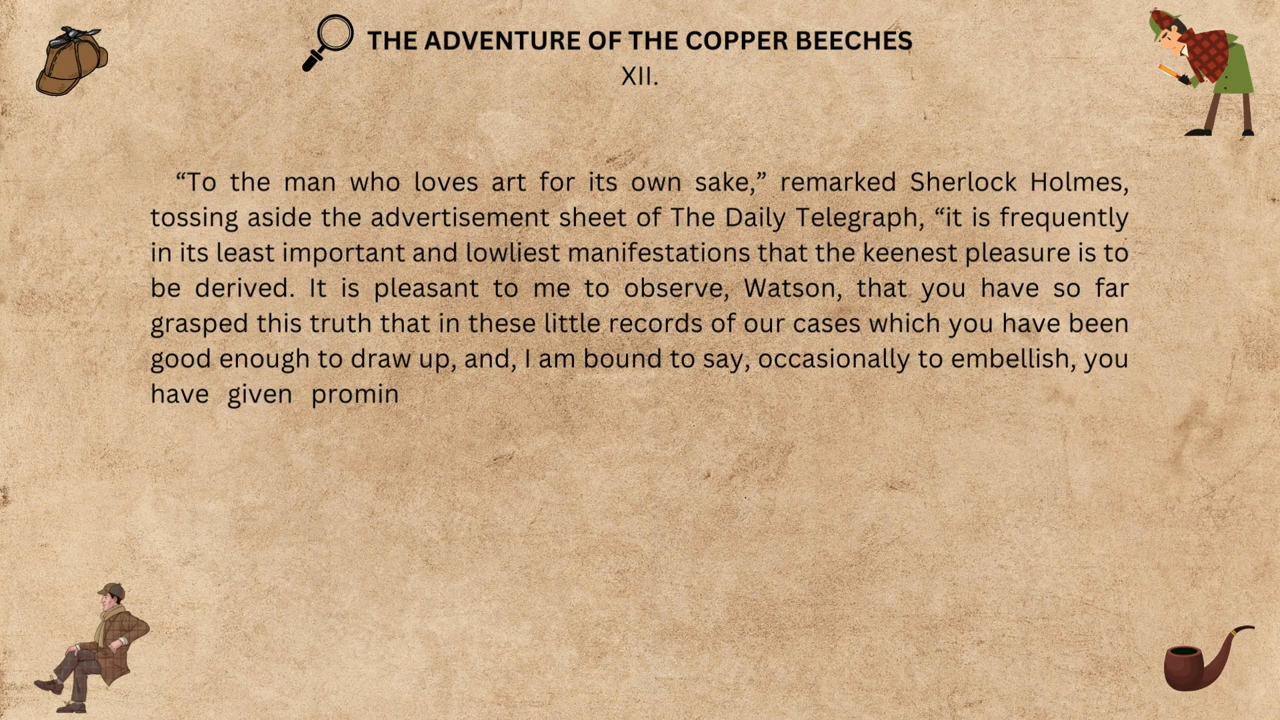 THE ADVENTURE OF THE COPPER BEECHES
XII.
“To the man who loves art for its own sake,” remarked Sherlock Holmes,
tossing aside the advertisement sheet of The Daily Telegraph, “it is frequently
in its least important and lowliest manifestations that the keenest pleasure is to
be derived. It is pleasant to me to observe, Watson, that you have so far
grasped this truth that in these little records of our cases which you have been
good enough to draw up, and, I am bound to say, occasionally to embellish, you
have given promin